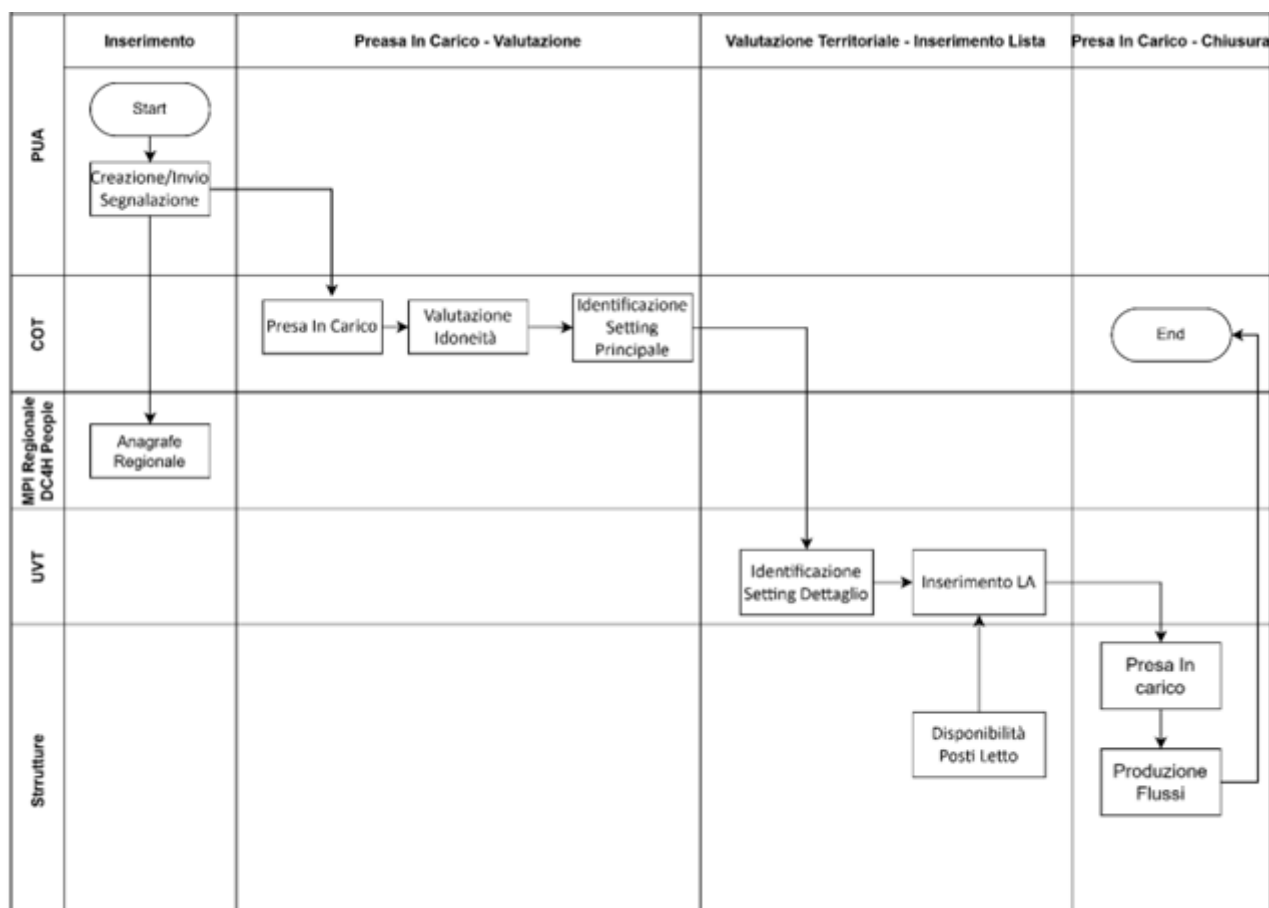 Inserimento
Preasa In Carico - Valutazione
Valutazione Territoriale - Inserimento Lista
Presa In Carico - Chiusura
PUA
Start
Creazione/Invio
Segnalazione
COT
Presa In Carico
Valutazione
Idoneità
Identificazione
Setting
Principale
End
MPI Regionale
DC4H People
Anagrafe
Regionale
UVT
Identificazione
Setting Dettaglio
Inserimento LA
Strrutture
Presa In
carico
Disponibilità
Posti Letto
Produzione
Flussi